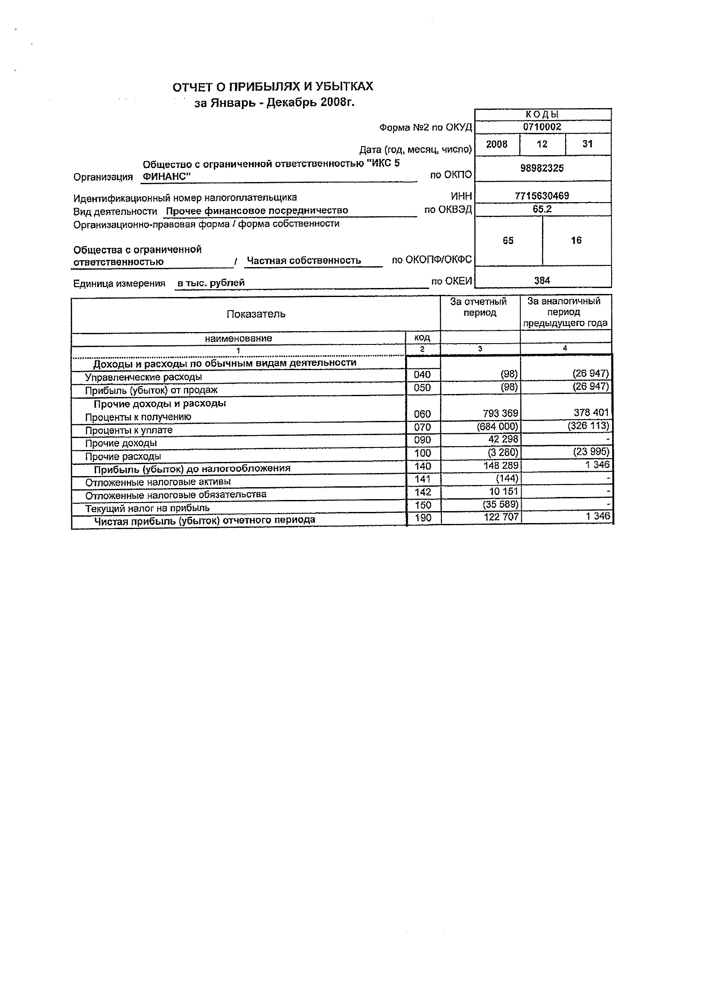 ОТЧЕТ О ПРИБЫЛЯХ И УБЫТКАХ
за Январь - Декабрь 2008г.
КОДЫ
Форма №2 по ОКУД 0710002
Дата (год, месяц, число) 2008 12 31
Общество с ограниченной ответственностью "ИКС 5
Организация ФИНАНС" по ОКПО 98982325
Идентификационный номер налогоплательщика ИНН 7715630469
Вид деятельности Прочее финансовое посредничество по ОКВЭД 65.2
Организационно-правовая форма / форма собственности
65 16
Общества с ограниченной
ответственностью / Частная собственность по ОКОПФ/ОКФС
Единица измерения в тыс. рублей по ОКЕИ 384
Показатель За отчетный период За аналогичный период предыдущего года
наименование код
1 2 3 4
Доходы и расходы по обычным видам деятельности
Управленческие расходы 040 (98) (26 947)
Прибыль (убыток) от продаж 050 (98) (26 947)
Прочие доходы и расходы
Проценты к получению 060 793 369 378 401
Проценты к уплате 070 (684 000) (326 113)
Прочие доходы 090 42 298 -
Прочие расходы 100 (3 280) (23 995)
Прибыль (убыток) до налогообложения 140 148 289 1 346
Отложенные налоговые активы 141 (144) -
Отложенные налоговые обязательства 142 10 151 -
Текущий налог на прибыль 150 (35 589) -
Чистая прибыль (убыток) отчетного периода 190 122 707 1 346